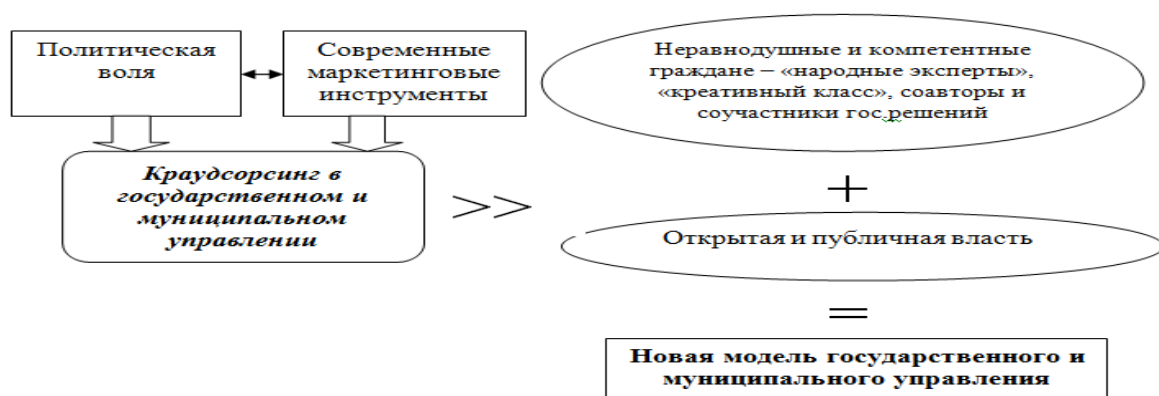 Политическая
воля
Современные
маркетинговые
инструменты
Краудсорсинг в
государственном и
муниципальном
управлении
>>
Неравнодушные и компетентные
граждане – «народные эксперты»,
«креативный класс», соавторы и
соучастники гос.решений
+
Открытая и публичная власть
=
Новая модель государственного и
муниципального управления